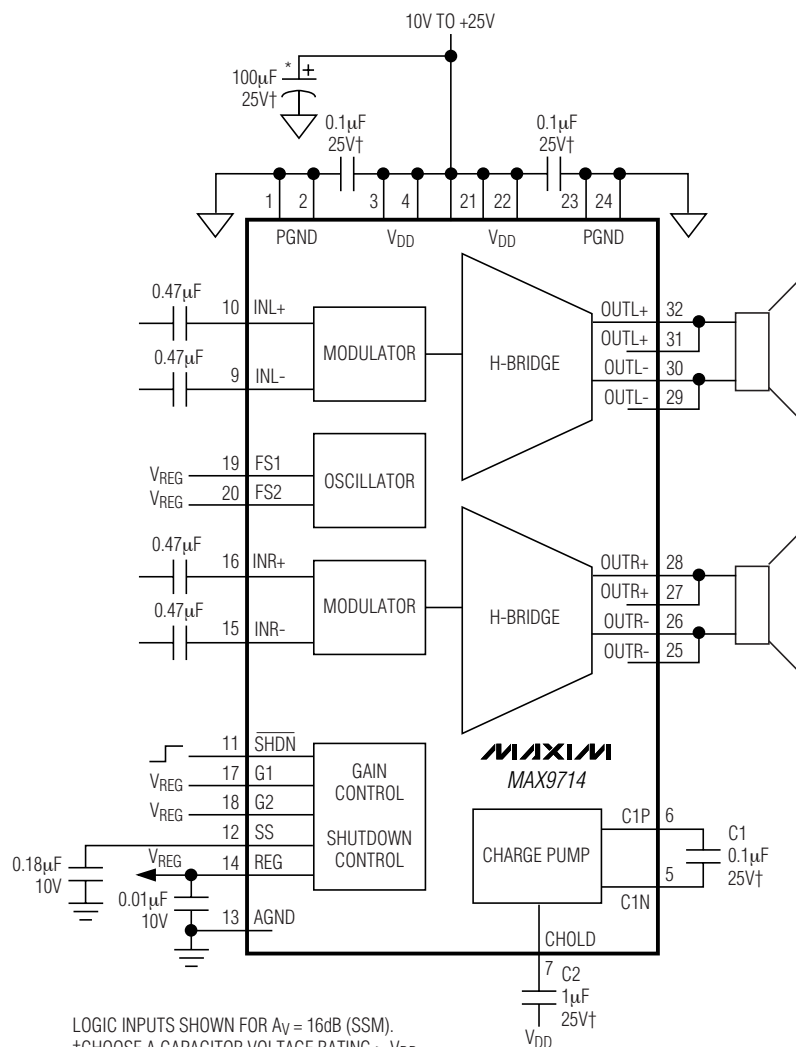 10V TO +25V
* +
100µF
25V†
0.1µF
25V†
0.1µF
25V†
1 2 3 4 21 22 23 24
PGND VDD VDD PGND
0.47µF
10 INL+
MODULATOR
H-BRIDGE
OUTL+ 32
OUTL+ 31
0.47µF
9 INL-
OUTL- 30
OUTL- 29
VREG 19 FS1
OSCILLATOR
VREG 20 FS2
0.47µF
16 INR+
MODULATOR
H-BRIDGE
OUTR+ 28
OUTR+ 27
0.47µF
15 INR-
OUTR- 26
OUTR- 25
11 SHDN
VREG 17 G1
VREG 18 G2
12 SS
VREG 14 REG
GAIN
CONTROL
SHUTDOWN
CONTROL
0.18µF
10V
0.01µF
10V
13 AGND
MAXIM
MAX9714
CHARGE PUMP
C1P 6
C1
0.1µF
25V†
5
C1N
CHOLD
7
C2
1µF
25V†
VDD
LOGIC INPUTS SHOWN FOR AV = 16dB (SSM).